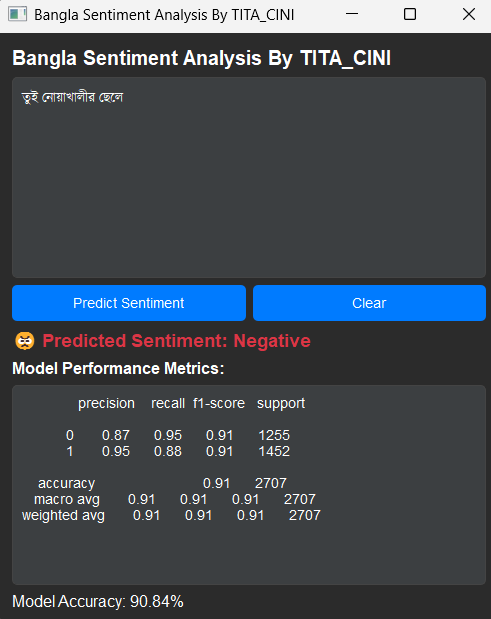 Bangla Sentiment Analysis By TITA_CINI
Bangla Sentiment Analysis By TITA_CINI
তুই নোয়াখালীর ছেলে
Predict Sentiment Clear
Predicted Sentiment: Negative
Model Performance Metrics:
precision recall f1-score support
0 0.87 0.95 0.91 1255
1 0.95 0.88 0.91 1452
accuracy 0.91 2707
macro avg 0.91 0.91 0.91 2707
weighted avg 0.91 0.91 0.91 2707
Model Accuracy: 90.84%